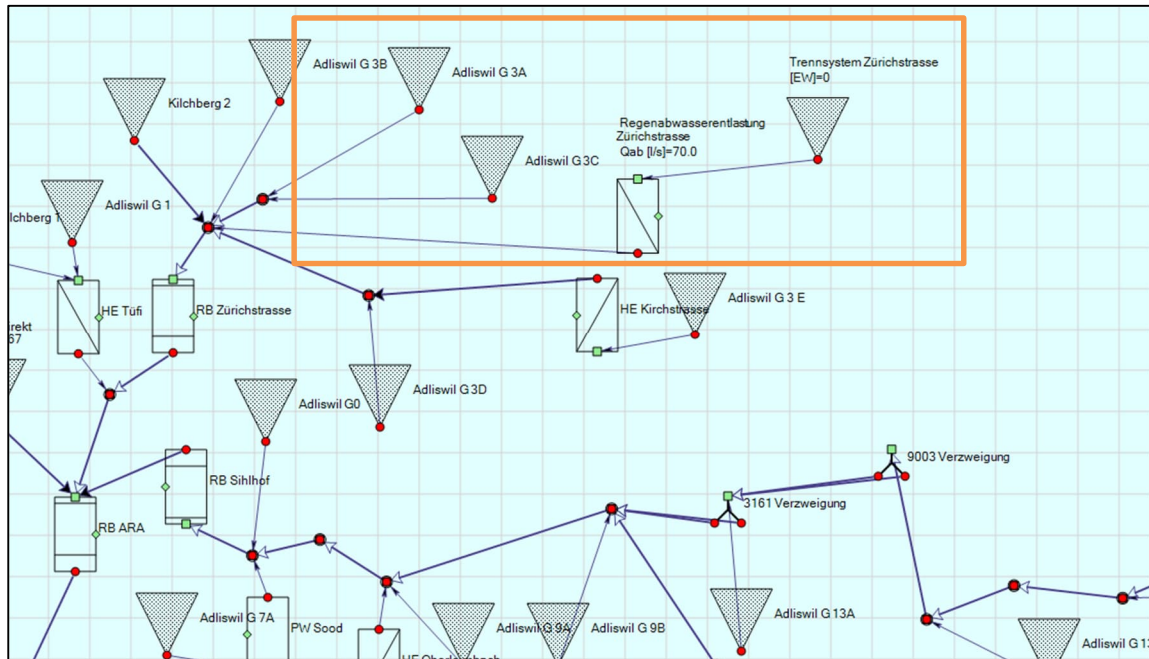 Trennsystem Zürichstrasse
[EW]=0
Adliswil G 3B
Adliswil G 3A
Kilchberg 2
Regenabwasserentlastung
Zürichstrasse
Qab [l/s]=70.0
Adliswil G 3C
Adliswil G 1
ilchberg 1
HE Tüfi
RB Zürichstrasse
HE Kirchstrasse
Adliswil G 3 E
irekt
67
Adliswil G0
Adliswil G 3D
9003 Verzweigung
RB Sihlhof
3161 Verzweigung
RB ARA
Adliswil G 7A
PW Sood
Adliswil G 9A
Adliswil G 9B
Adliswil G 13A
Adliswil G 13